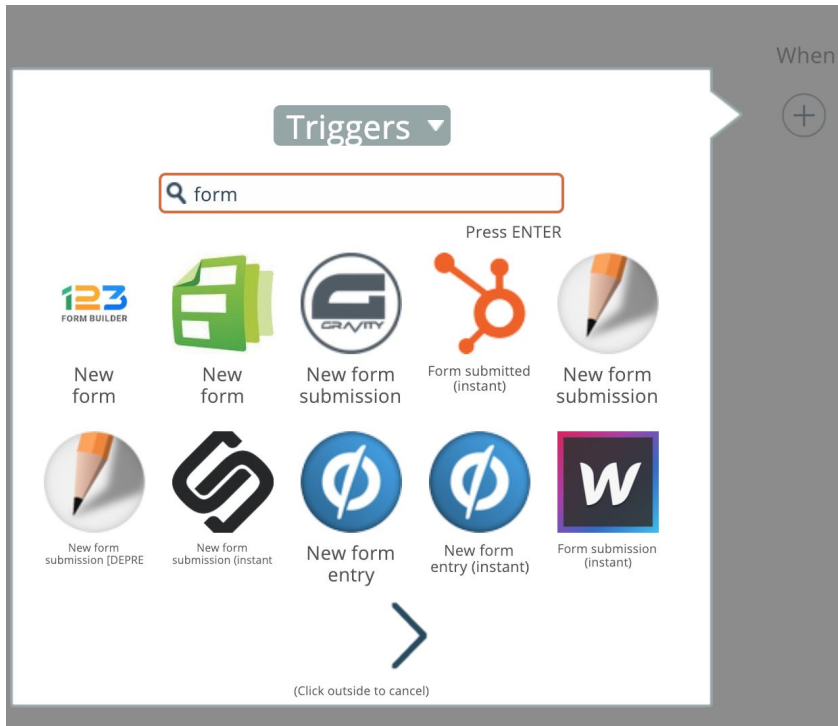 When
Triggers
form
Press ENTER
123
FORM BUILDER
New
form
New
form
GRAVITY
New form
submission
Form submitted
(instant)
New form
submission
New form
submission [DEPRE
New form
submission (instant
New form
entry
New form
entry (instant)
W
Form submission
(instant)
(Click outside to cancel)